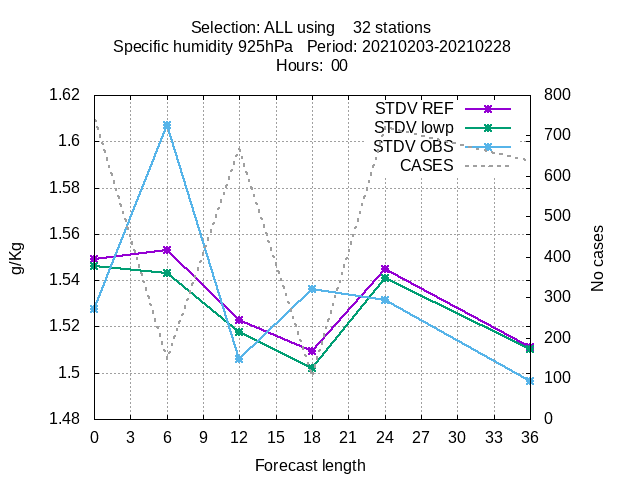 Selection: ALL using    32 stations
Specific humidity 925hPa   Period: 20210203-20210228
Hours:  00
STDV REF
STDV lowp
STDV OBS
CASES
g/Kg
1.62
1.6
1.58
1.56
1.54
1.52
1.5
1.48
800
700
600
500
400
300
200
100
0
No cases
0 3 6 9 12 15 18 21 24 27 30 33 36
Forecast length